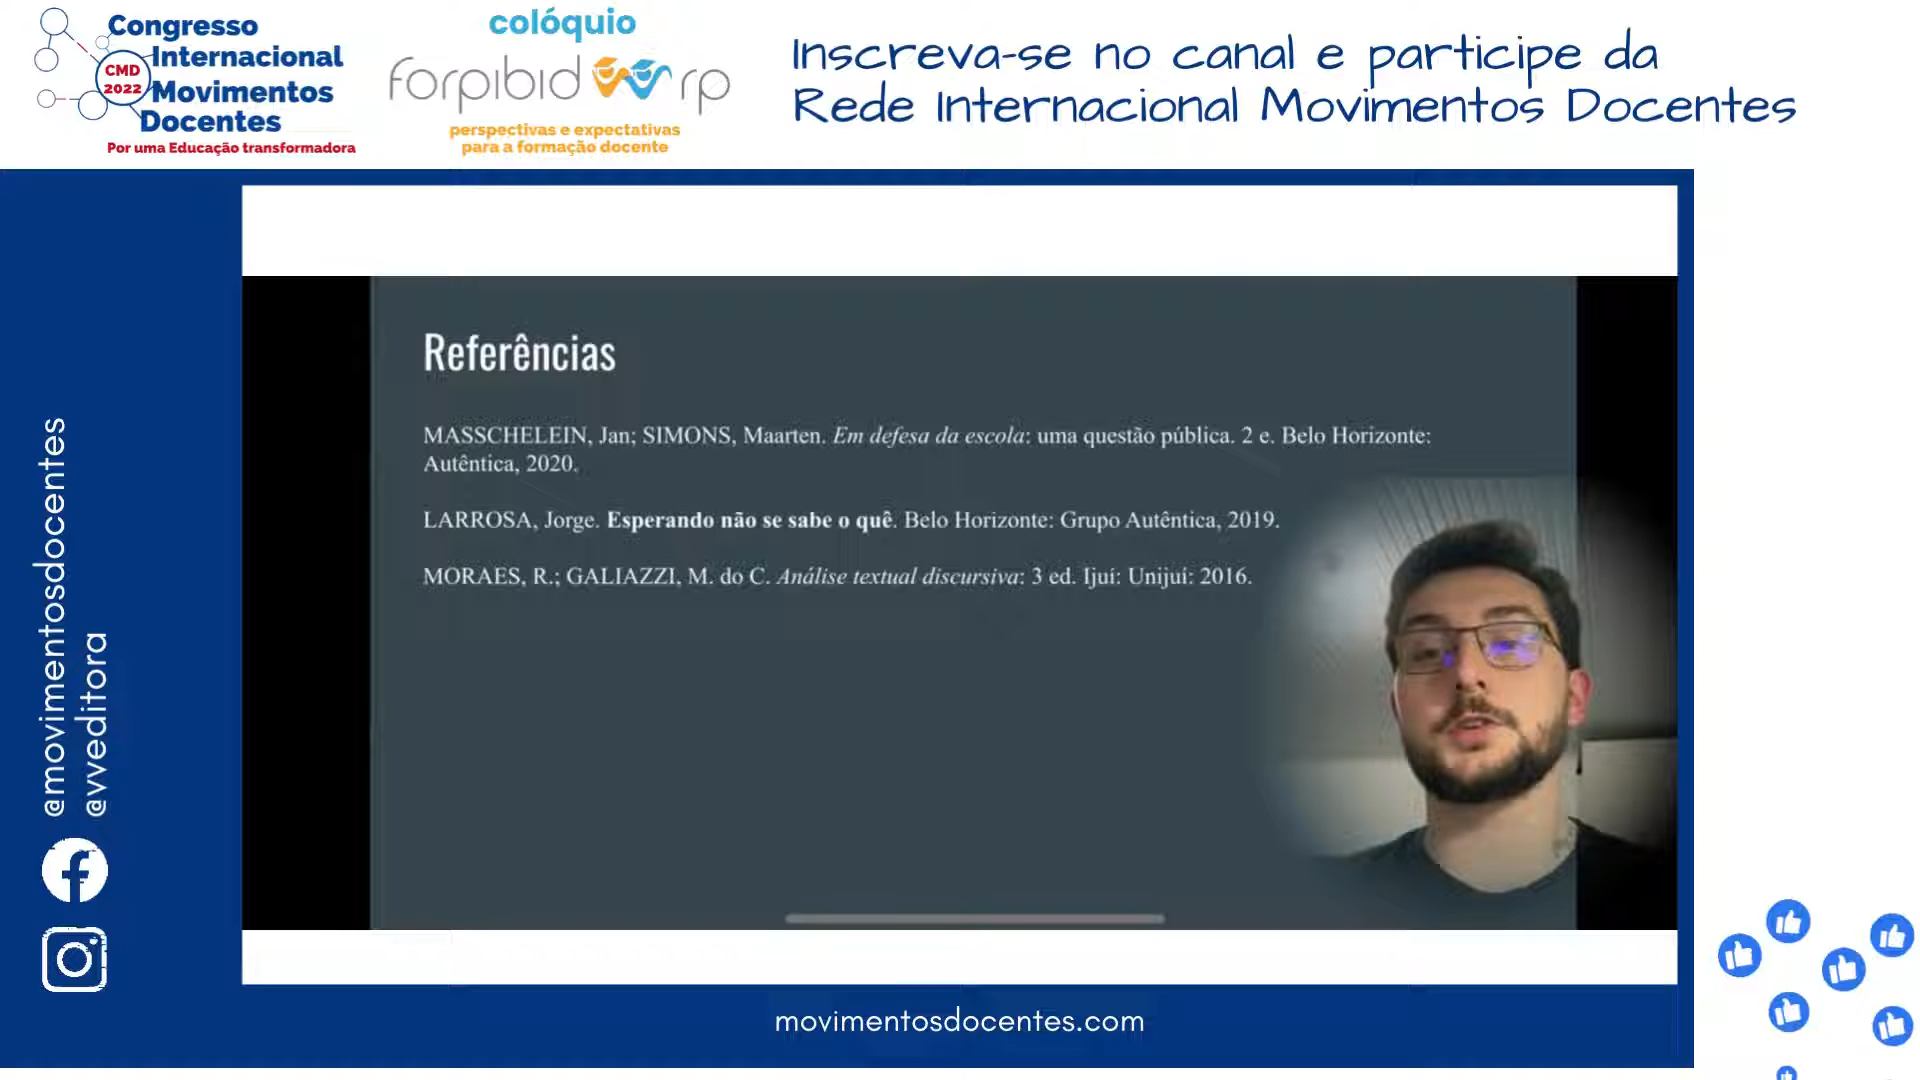 Congresso
Internacional
CMD
2022
Movimentos
Docentes
Por uma Educação transformadora
colóquio
forpibid rp
perspectivas e expectativas
para a formação docente
Inscreva-se no canal e participe da
Rede Internacional Movimentos Docentes
Referências
MASSCHELEIN, Jan; SIMONS, Maarten. Em defesa da escola: uma questão pública. 2 e. Belo Horizonte:
Autêntica, 2020.
LARROSA, Jorge. Esperando não se sabe o quê. Belo Horizonte: Grupo Autêntica, 2019.
MORAES, R.; GALIAZZI, M. do C. Análise textual discursiva: 3 ed. Ijuí: Unijuí: 2016.
@movimentosdocentes
@vveditora
movimentosdocentes.com